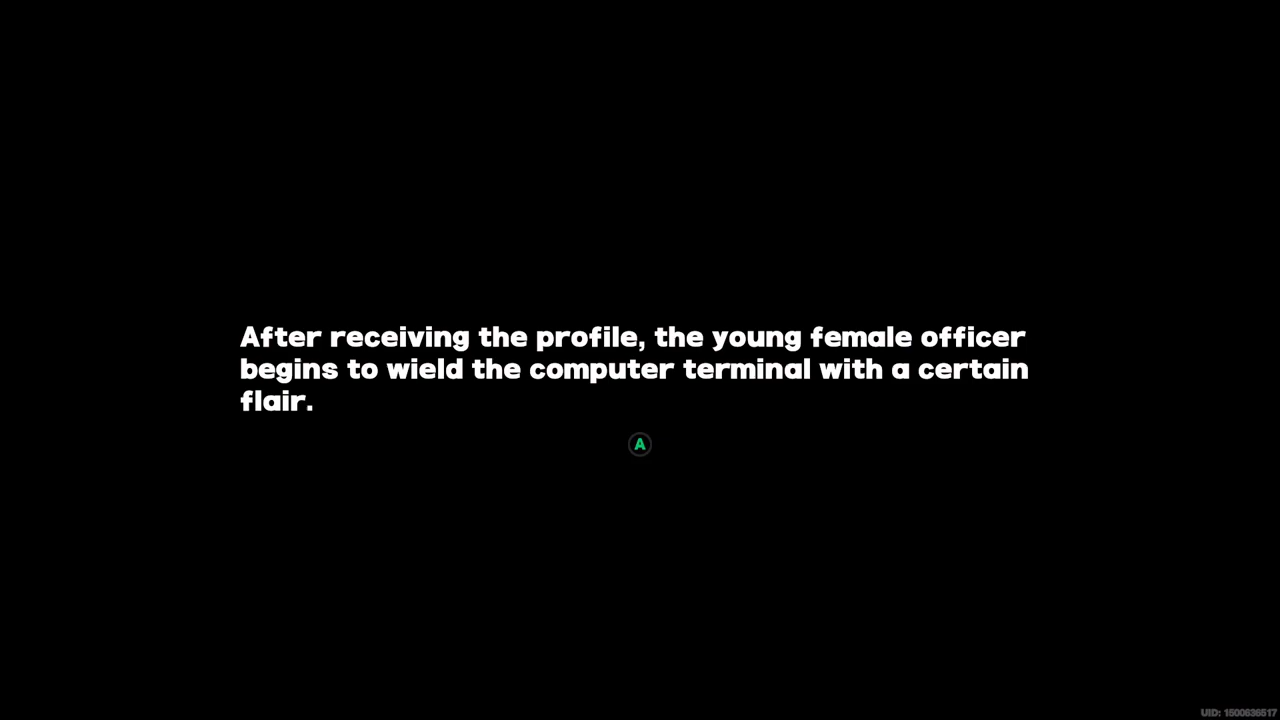 After receiving the profile, the young female officer
begins to wield the computer terminal with a certain
flair.
A
UID: 1500636517